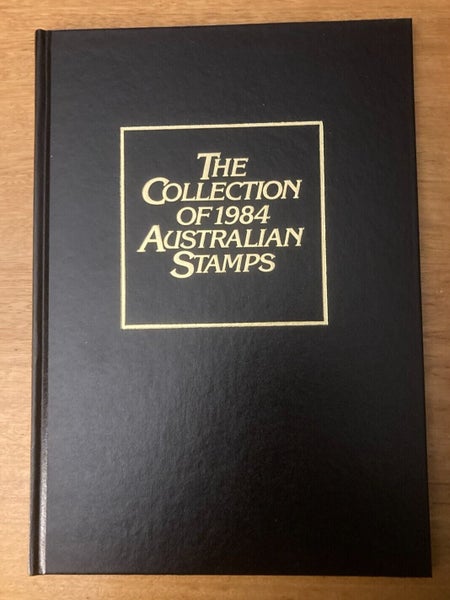 THE
COLLECTION
OF 1984
AUSTRALIAN
STAMPS